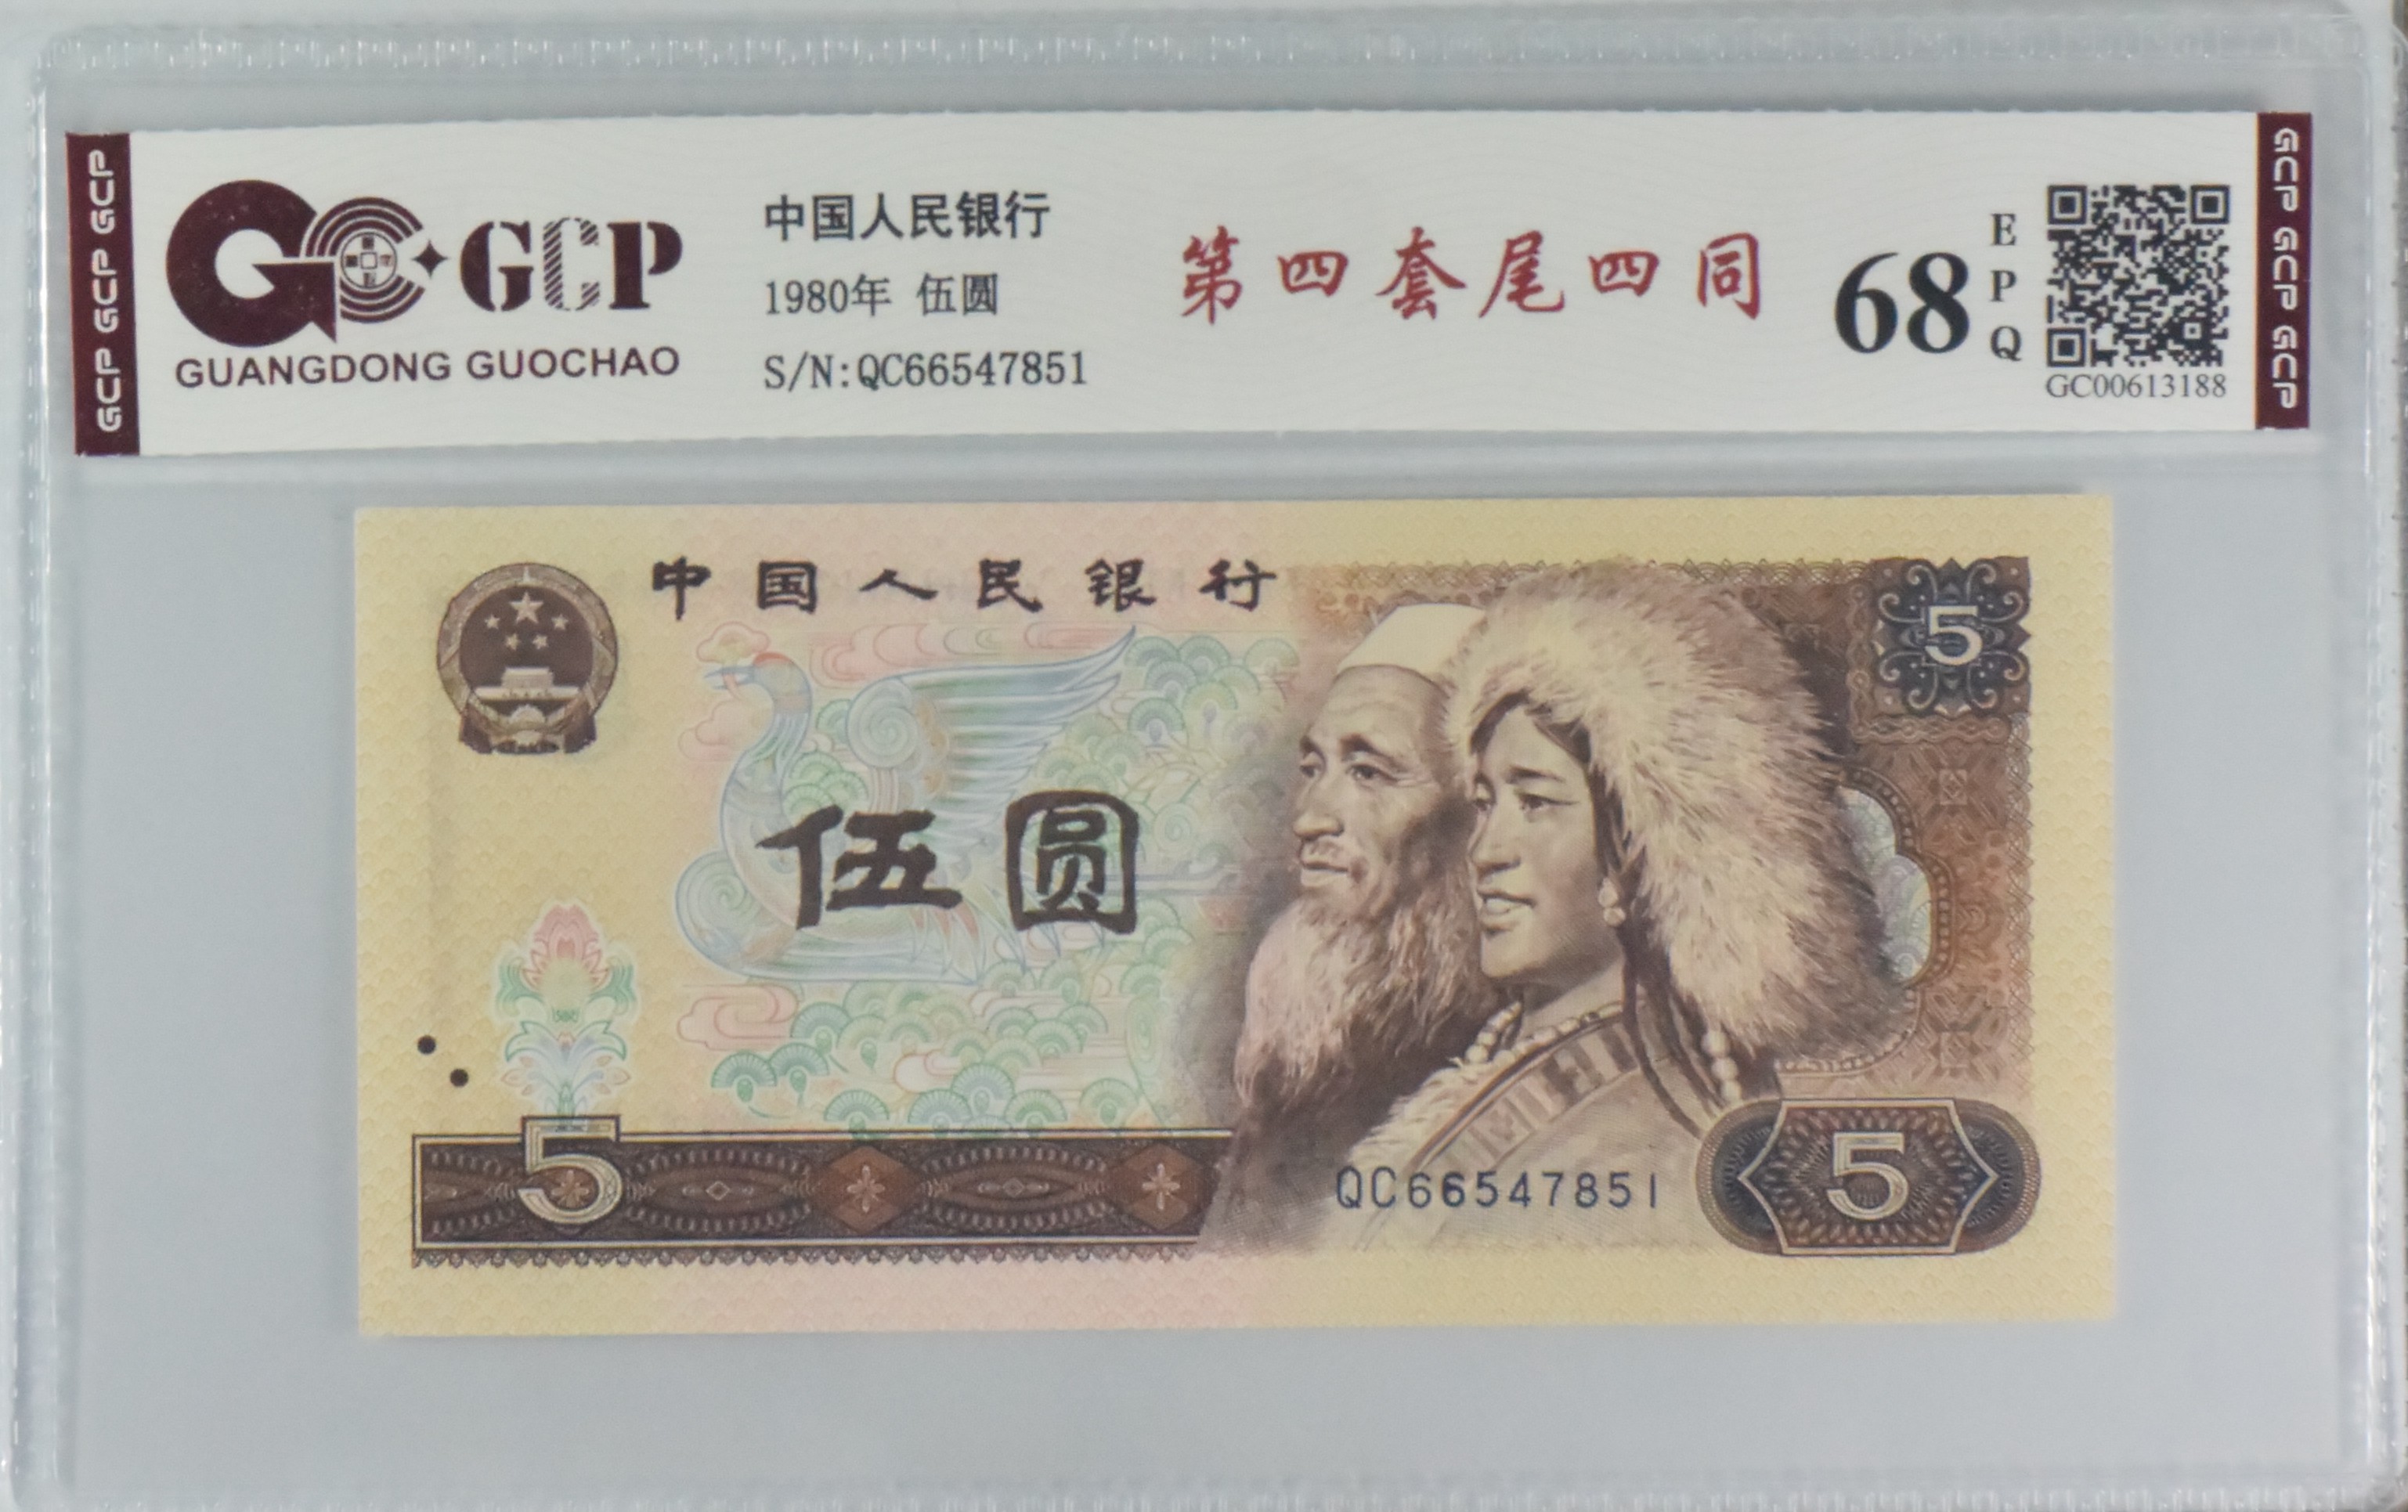 GCP GCP GCP
GCP
GUANGDONG GUOCHAO
中国人民银行
1980年 伍圆
S/N:QC66547851
第四套尾四同
68
E
P
Q
GC00613188
GCP GCP GCP
中国人民银行
5
伍圆
5
QC66547851
5